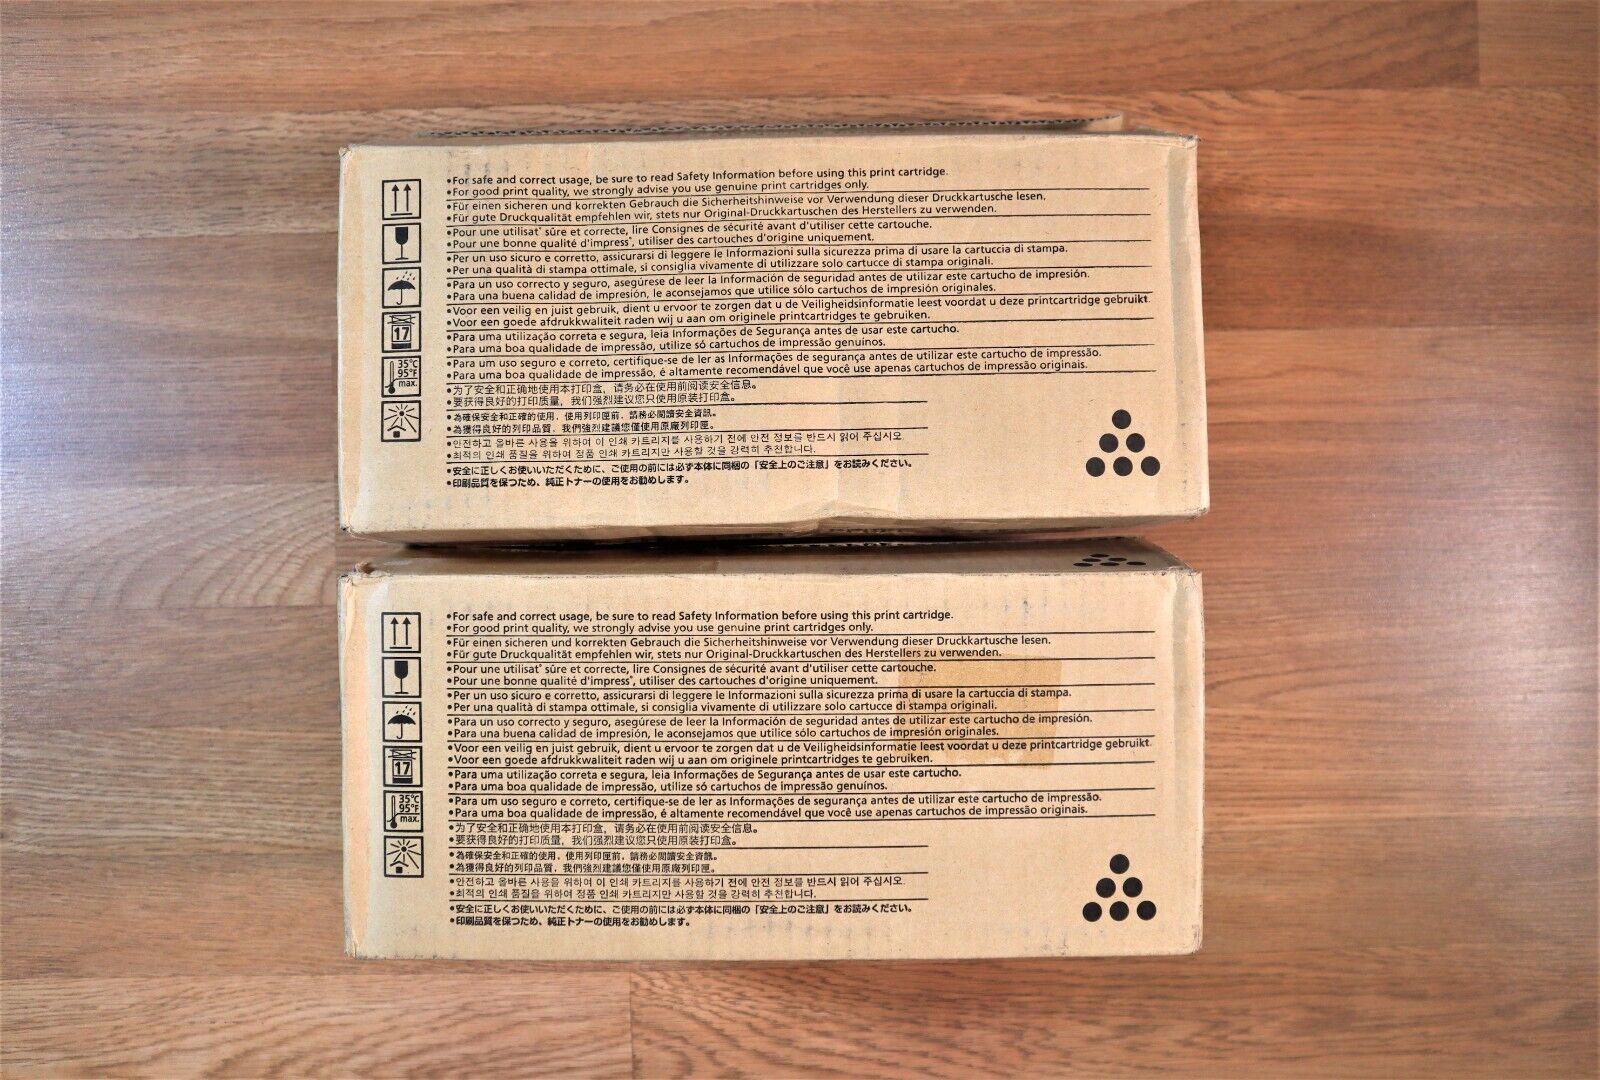 •For safe and correct usage, be sure to read Safety Information before using this print cartridge.
•For good print quality, we strongly advise you use genuine print cartridges only.
•Für einen sicheren und korrekten Gebrauch die Sicherheitshinweise vor Verwendung dieser Druckkartusche lesen.
•Für gute Druckqualität empfehlen wir, stets nur Original-Druckkartuschen des Herstellers zu verwenden.
•Pour une utilisat° sûre et correcte, lire Consignes de sécurité avant d'utiliser cette cartouche.
•Pour une bonne qualité d'impress°, utiliser des cartouches d'origine uniquement.
•Per un uso sicuro e corretto, assicurarsi di leggere le Informazioni sulla sicurezza prima di usare la cartuccia di stampa.
•Per una qualità di stampa ottimale, si consiglia vivamente di utilizzare solo cartucce di stampa originali.
•Para un uso correcto y seguro, asegúrese de leer la Información de seguridad antes de utilizar este cartucho de impresión.
•Para una buena calidad de impresión, le aconsejamos que utilice sólo cartuchos de impresión originales.
•Voor een veilig en juist gebruik, dient u ervoor te zorgen dat u de Veiligheidsinformatie leest voordat u deze printcartridge gebruikt.
•Voor een goede afdrukkwaliteit raden wij u aan om originele printcartridges te gebruiken.
17
•Para uma utilização correta e segura, leia Informações de Segurança antes de usar este cartucho.
•Para uma boa qualidade de impressão, utilize só cartuchos de impressão genuínos.
35°C
95°F
max.
•Para um uso seguro e correto, certifique-se de ler as Informações de segurança antes de utilizar este cartucho de impressão.
•Para uma boa qualidade de impressão, é altamente recomendável que você use apenas cartuchos de impressão originais.
•为了安全和正确地使用本打印盒，请务必在使用前阅读安全信息。
•要获得良好的打印质量，我们强烈建议您只使用原装打印盒。
•為確保安全和正確的使用，使用列印匣前，請務必閱讀安全資訊。
•為獲得良好的列印品質，我們強烈建議您僅使用原廠列印匣。
•안전하고 올바른 사용을 위하여 이 인쇄 카트리지를 사용하기 전에 안전 정보를 반드시 읽어 주십시오.
•최적의 인쇄 품질을 위하여 정품 인쇄 카트리지만 사용할 것을 강력히 추천합니다.
•安全に正しくお使いいただくために、ご使用の前には必ず本体に同梱の「安全上のご注意」をお読みください。
•印刷品質を保つため、純正トナーの使用をお勧めします。
•For safe and correct usage, be sure to read Safety Information before using this print cartridge.
•For good print quality, we strongly advise you use genuine print cartridges only.
•Für einen sicheren und korrekten Gebrauch die Sicherheitshinweise vor Verwendung dieser Druckkartusche lesen.
•Für gute Druckqualität empfehlen wir, stets nur Original-Druckkartuschen des Herstellers zu verwenden.
•Pour une utilisat° sûre et correcte, lire Consignes de sécurité avant d'utiliser cette cartouche.
•Pour une bonne qualité d'impress°, utiliser des cartouches d'origine uniquement.
•Per un uso sicuro e corretto, assicurarsi di leggere le Informazioni sulla sicurezza prima di usare la cartuccia di stampa.
•Per una qualità di stampa ottimale, si consiglia vivamente di utilizzare solo cartucce di stampa originali.
•Para un uso correcto y seguro, asegúrese de leer la Información de seguridad antes de utilizar este cartucho de impresión.
•Para una buena calidad de impresión, le aconsejamos que utilice sólo cartuchos de impresión originales.
•Voor een veilig en juist gebruik, dient u ervoor te zorgen dat u de Veiligheidsinformatie leest voordat u deze printcartridge gebruikt.
•Voor een goede afdrukkwaliteit raden wij u aan om originele printcartridges te gebruiken.
17
•Para uma utilização correta e segura, leia Informações de Segurança antes de usar este cartucho.
•Para uma boa qualidade de impressão, utilize só cartuchos de impressão genuínos.
35°C
95°F
max.
•Para um uso seguro e correto, certifique-se de ler as Informações de segurança antes de utilizar este cartucho de impressão.
•Para uma boa qualidade de impressão, é altamente recomendável que você use apenas cartuchos de impressão originais.
•为了安全和正确地使用本打印盒，请务必在使用前阅读安全信息。
•要获得良好的打印质量，我们强烈建议您只使用原装打印盒。
•為確保安全和正確的使用，使用列印匣前，請務必閱讀安全資訊。
•為獲得良好的列印品質，我們強烈建議您僅使用原廠列印匣。
•안전하고 올바른 사용을 위하여 이 인쇄 카트리지를 사용하기 전에 안전 정보를 반드시 읽어 주십시오.
•최적의 인쇄 품질을 위하여 정품 인쇄 카트리지만 사용할 것을 강력히 추천합니다.
•安全に正しくお使いいただくために、ご使用の前には必ず本体に同梱の「安全上のご注意」をお読みください。
•印刷品質を保つため、純正トナーの使用をお勧めします。